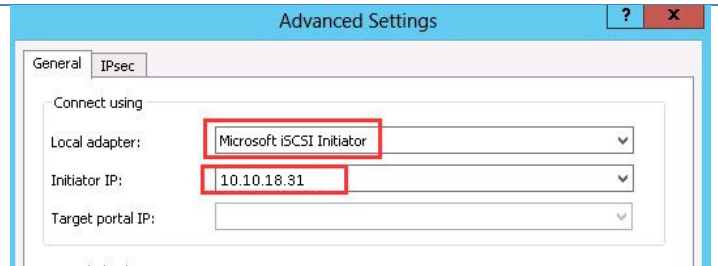 Advanced Settings
? x
General IPsec
Connect using
Local adapter: Microsoft iSCSI Initiator
Initiator IP: 10.10.18.31
Target portal IP: